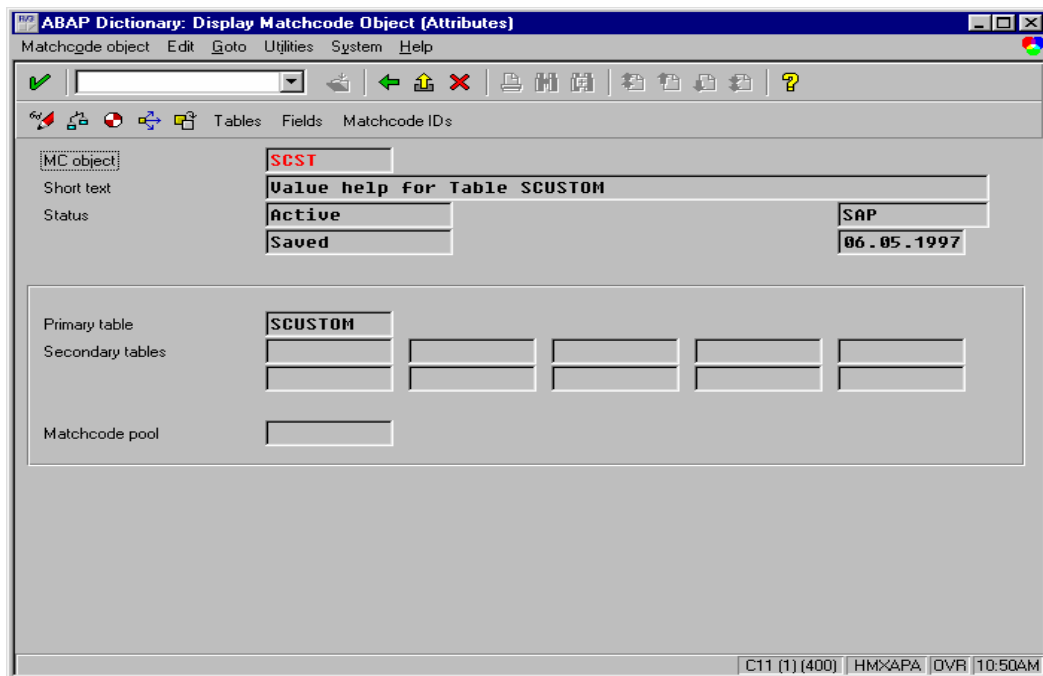 ABAP Dictionary: Display Matchcode Object (Attributes)
Matchcode object Edit Goto Utilities System Help
Tables Fields Matchcode IDs
MC object SCST
Short text Value help for Table SCUSTOM
Status Active SAP
Saved 06.05.1997
Primary table SCUSTOM
Secondary tables
Matchcode pool
C11 (1) (400) HMXAPA OVR 10:50AM